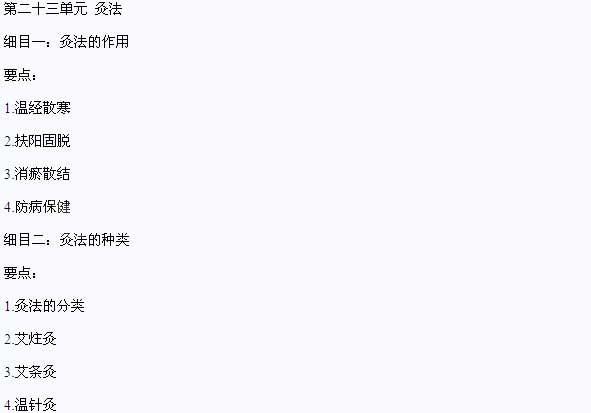 第二十三单元 灸法
细目一：灸法的作用
要点：
1.温经散寒
2.扶阳固脱
3.消瘀散结
4.防病保健
细目二：灸法的种类
要点：
1.灸法的分类
2.艾炷灸
3.艾条灸
4.温针灸